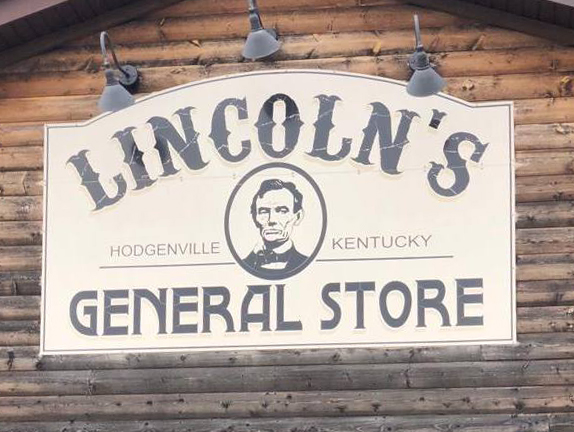 LINCOLN'S
HODGENVILLE KENTUCKY
GENERAL STORE